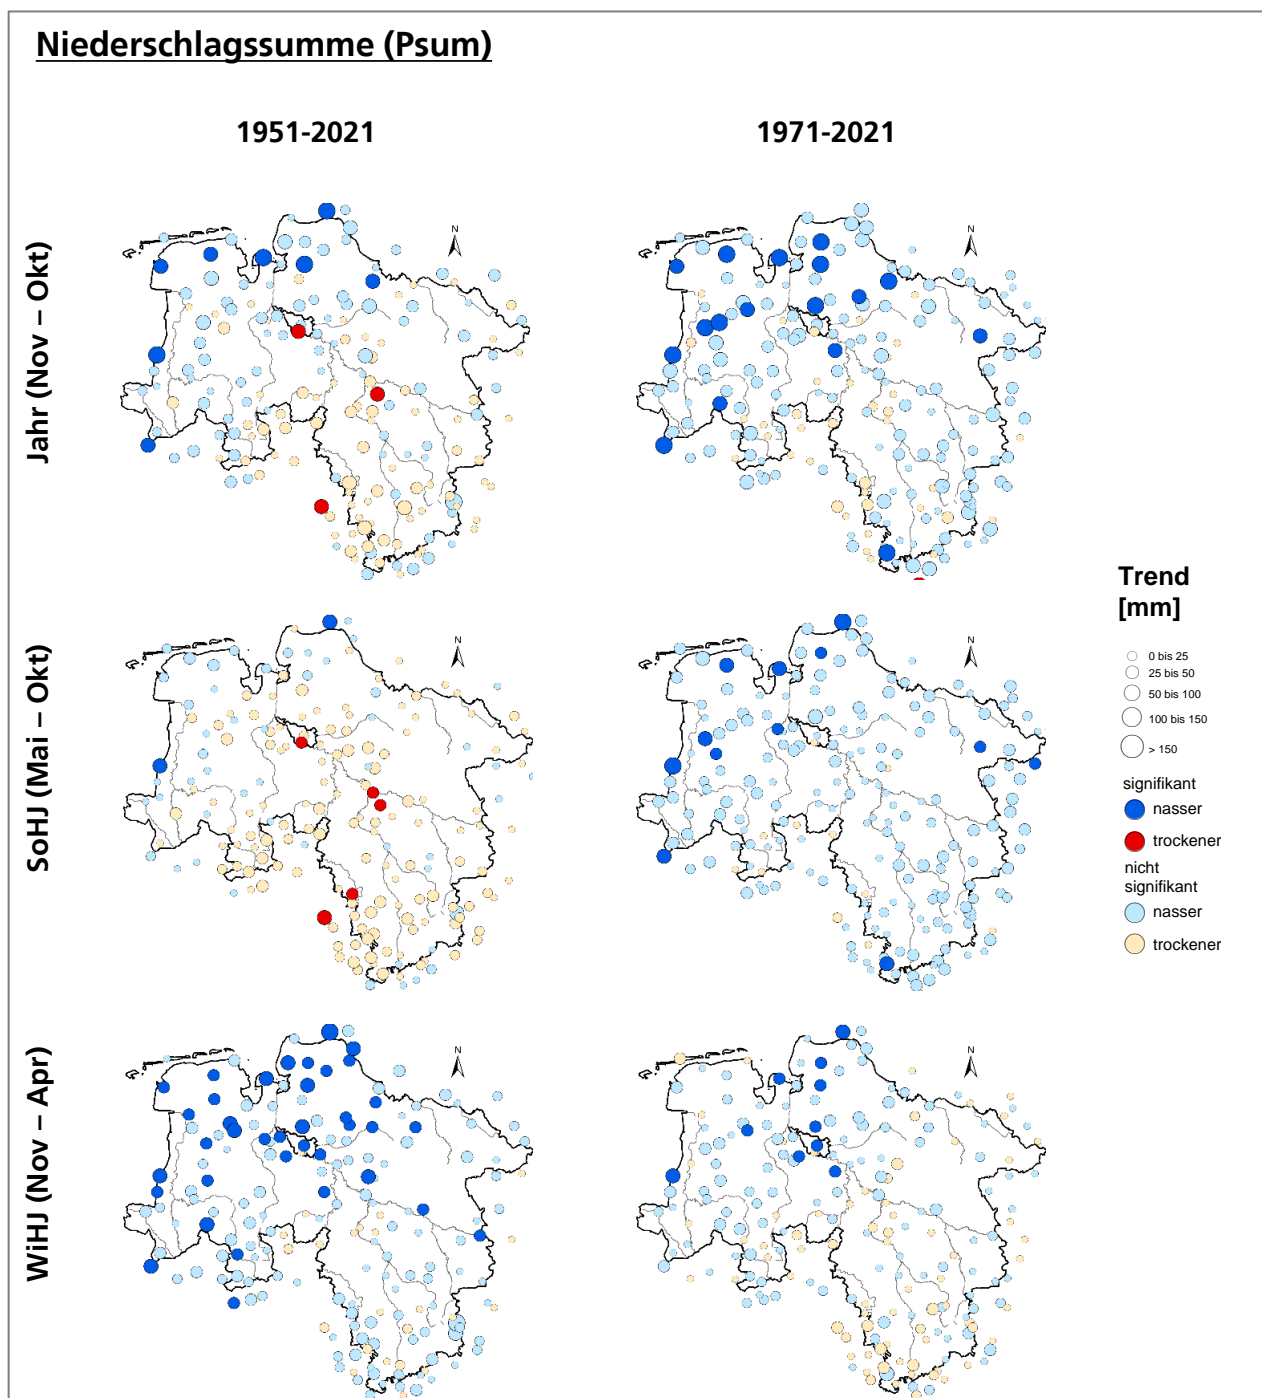 Niederschlagssumme (Psum)
1951-2021
1971-2021
Jahr (Nov – Okt)
N
N
SoHJ (Mai – Okt)
N
N
WiHJ (Nov – Apr)
N
N
Trend
[mm]
0 bis 25
25 bis 50
50 bis 100
100 bis 150
> 150
signifikant
nasser
trockener
nicht
signifikant
nasser
trockener